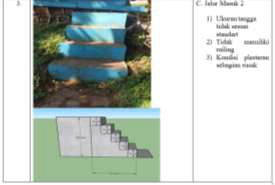 3.
C. Jalur Masuk 2
1) Ukuran tangga
tidak sesuai
standart
2) Tidak memiliki
railing
3) Kondisi plesteran
sebagian rusak